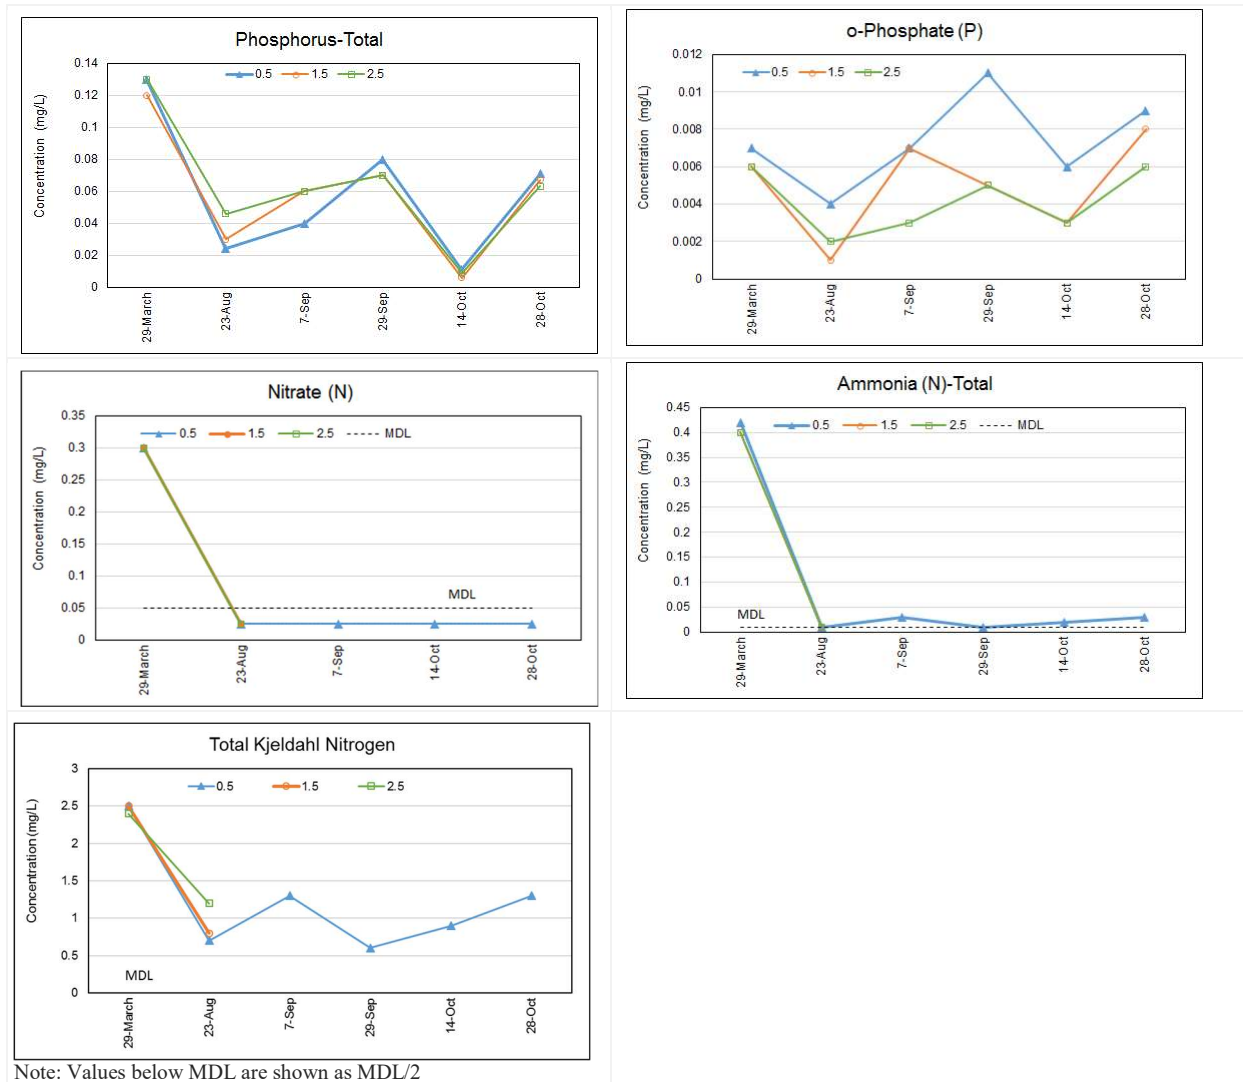 Phosphorus-Total
0.5 1.5 2.5
Concentration (mg/L)
0.14
0.12
0.1
0.08
0.06
0.04
0.02
0
29-March 23-Aug 7-Sep 29-Sep 14-Oct 28-Oct
o-Phosphate (P)
0.5 1.5 2.5
Concentration (mg/L)
0.012
0.01
0.008
0.006
0.004
0.002
0
29-March 23-Aug 7-Sep 29-Sep 14-Oct 28-Oct
Nitrate (N)
0.5 1.5 2.5 MDL
Concentration (mg/L)
0.35
0.3
0.25
0.2
0.15
0.1
0.05
0
MDL
29-March 23-Aug 7-Sep 14-Oct 28-Oct
Ammonia (N)-Total
0.5 1.5 2.5 MDL
Concentration (mg/L)
0.45
0.4
0.35
0.3
0.25
0.2
0.15
0.1
0.05
0
MDL
29-March 23-Aug 7-Sep 29-Sep 14-Oct 28-Oct
Total Kjeldahl Nitrogen
0.5 1.5 2.5
Concentration (mg/L)
3
2.5
2
1.5
1
0.5
0
MDL
29-March 23-Aug 7-Sep 29-Sep 14-Oct 28-Oct
Note: Values below MDL are shown as MDL/2